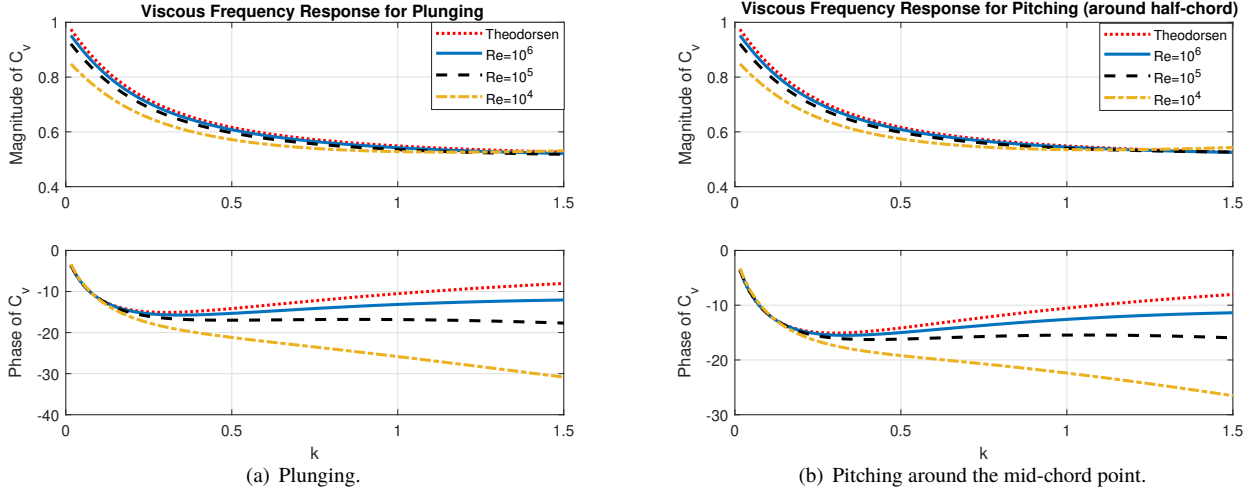 Viscous Frequency Response for Plunging
Magnitude of C_v
1
0.8
0.6
0.4
0
0.5
1
1.5
Theodorsen
Re=10^6
Re=10^5
Re=10^4
Phase of C_v
0
-10
-20
-30
-40
0
0.5
1
1.5
k
(a) Plunging.
Viscous Frequency Response for Pitching (around half-chord)
Magnitude of C_v
1
0.8
0.6
0.4
0
0.5
1
1.5
Theodorsen
Re=10^6
Re=10^5
Re=10^4
Phase of C_v
0
-10
-20
-30
0
0.5
1
1.5
k
(b) Pitching around the mid-chord point.